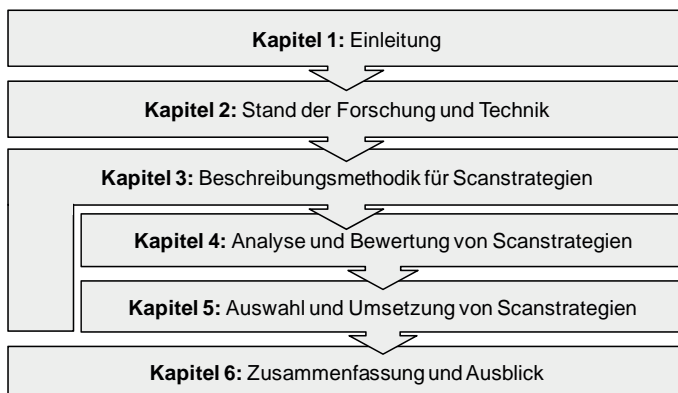 Kapitel 1: Einleitung
Kapitel 2: Stand der Forschung und Technik
Kapitel 3: Beschreibungsmethodik für Scanstrategien
Kapitel 4: Analyse und Bewertung von Scanstrategien
Kapitel 5: Auswahl und Umsetzung von Scanstrategien
Kapitel 6: Zusammenfassung und Ausblick